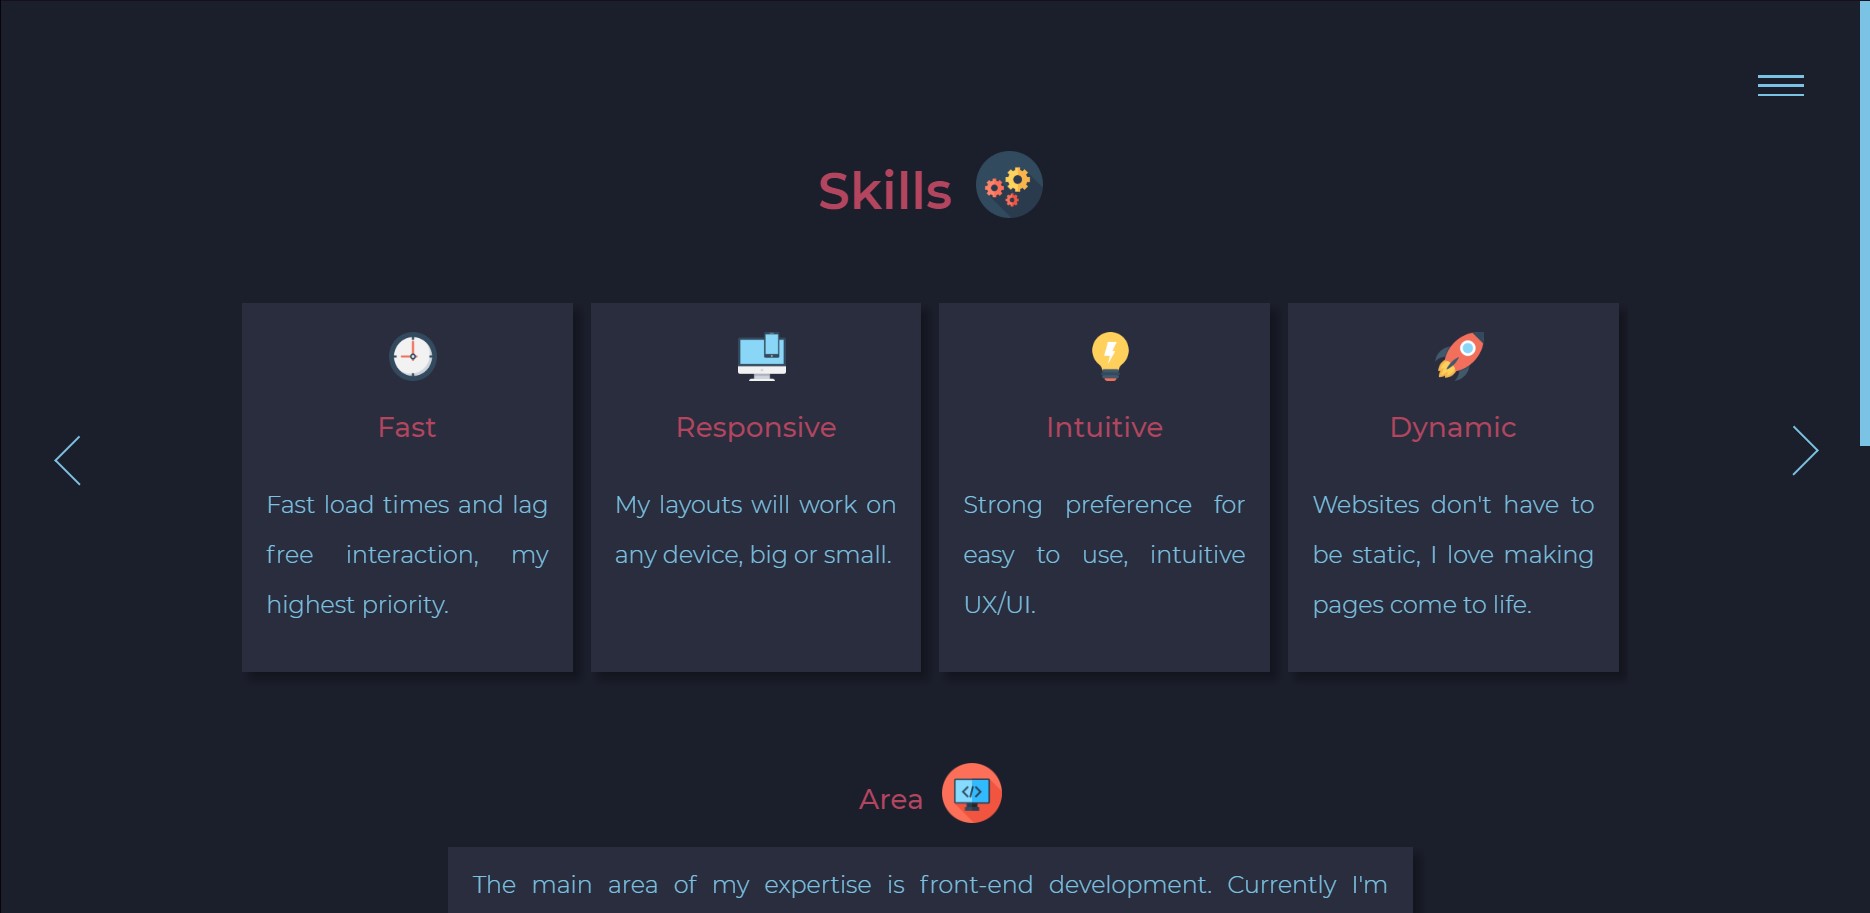 Skills
Fast
Fast load times and lag
free interaction, my
highest priority.
Responsive
My layouts will work on
any device, big or small.
Intuitive
Strong preference for
easy to use, intuitive
UX/UI.
Dynamic
Websites don't have to
be static, I love making
pages come to life.
Area
The main area of my expertise is front-end development. Currently I'm